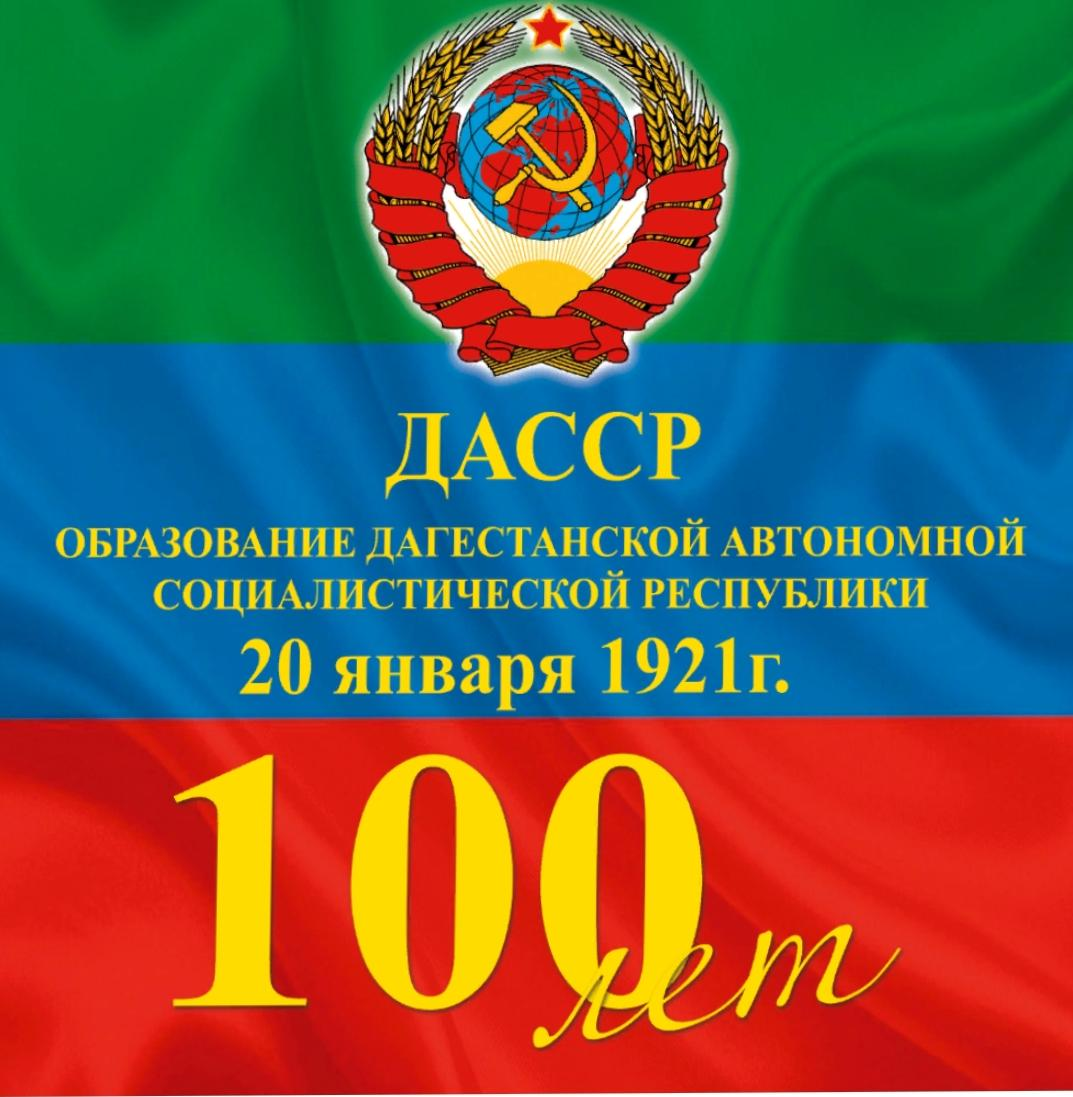 ДАССР
ОБРАЗОВАНИЕ ДАГЕСТАНСКОЙ АВТОНОМНОЙ
СОЦИАЛИСТИЧЕСКОЙ РЕСПУБЛИКИ
20 января 1921г.
100 лет